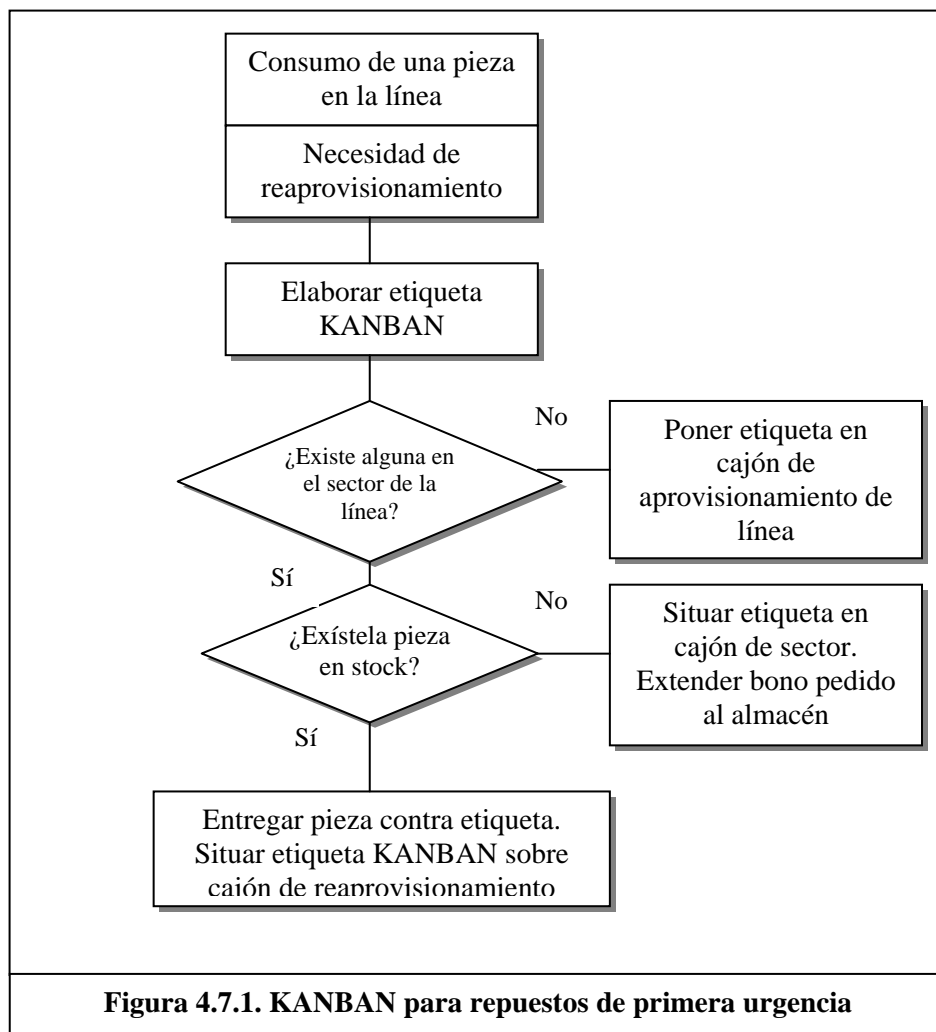 Consumo de una pieza
en la línea
Necesidad de
reaprovisionamiento
Elaborar etiqueta
KANBAN
¿Existe alguna en
el sector de la
línea?
No
Poner etiqueta en
cajón de
aprovisionamiento de
línea
Sí
¿Exístela pieza
en stock?
No
Situar etiqueta en
cajón de sector.
Extender bono pedido
al almacén
Sí
Entregar pieza contra etiqueta.
Situar etiqueta KANBAN sobre
cajón de reaprovisionamiento
Figura 4.7.1. KANBAN para repuestos de primera urgencia